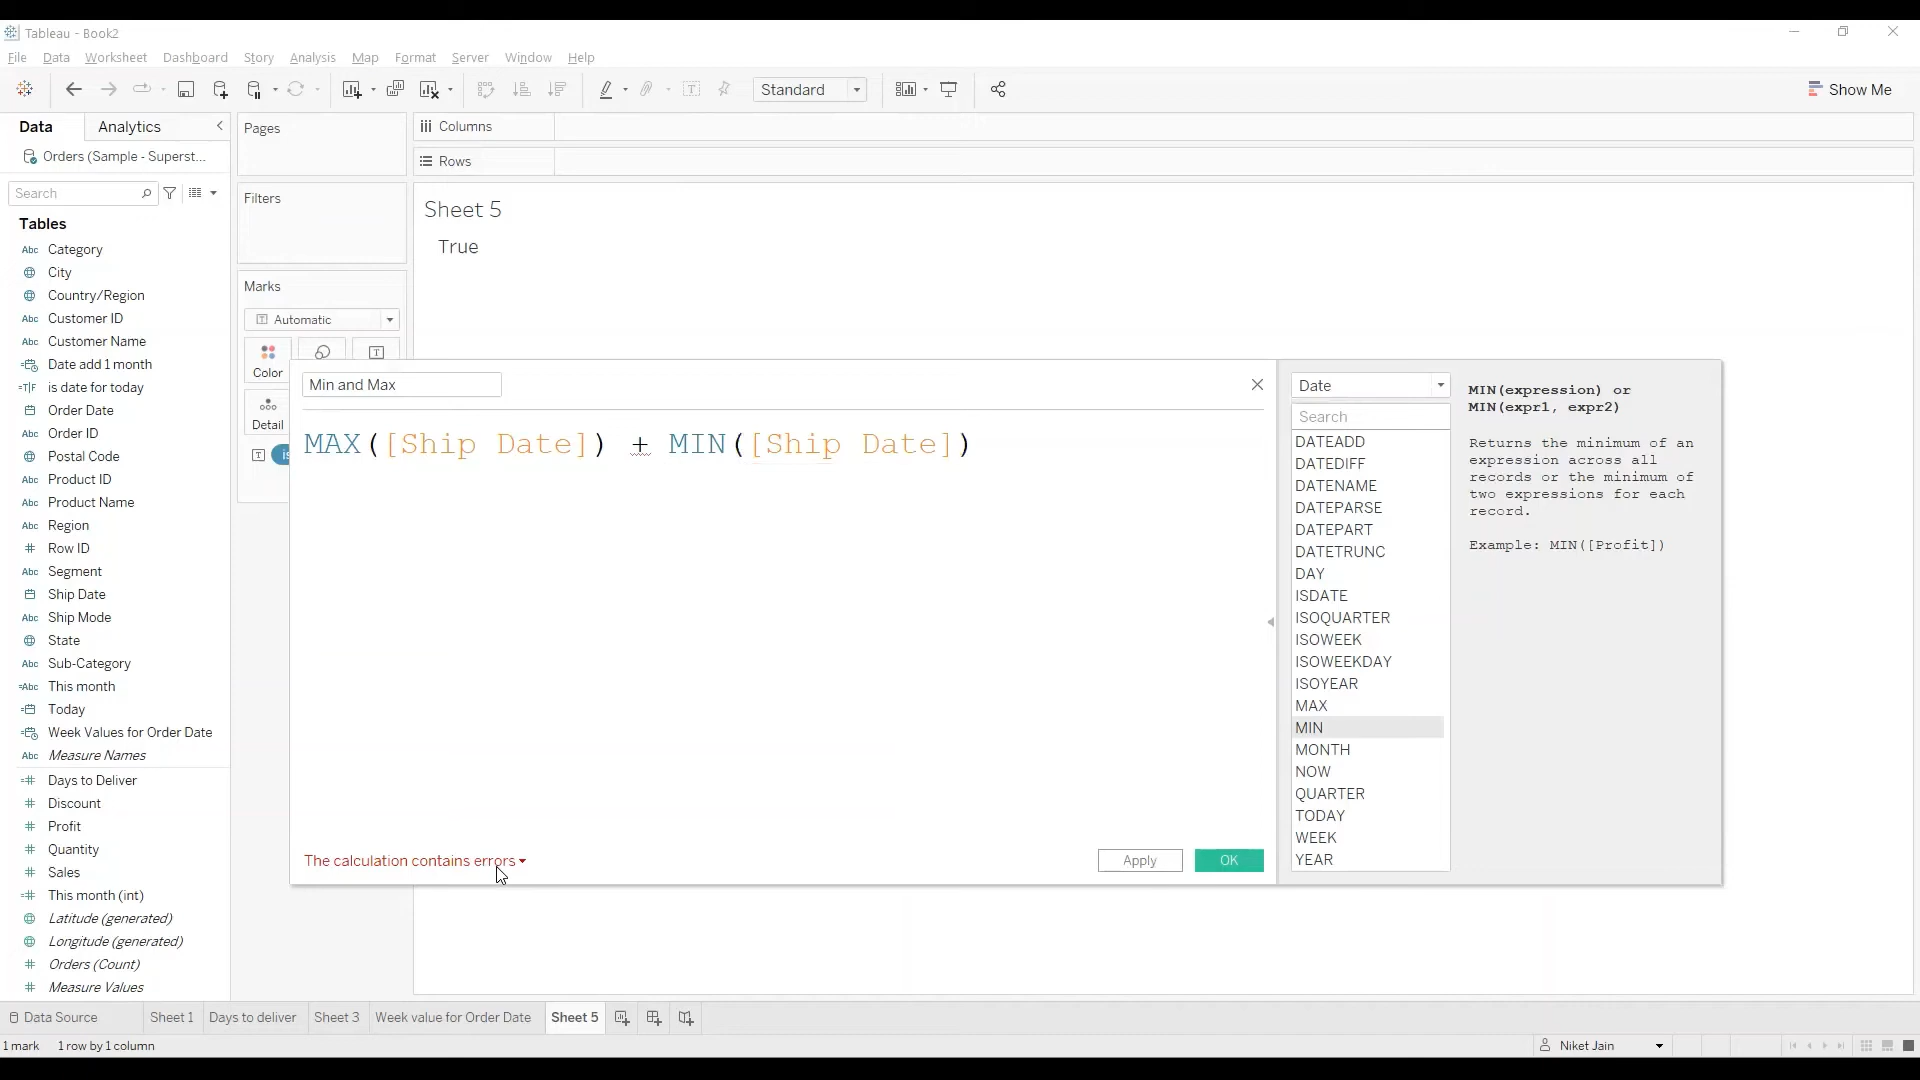 Tableau - Book2
File Data Worksheet Dashboard Story Analysis Map Format Server Window Help
Standard
Show Me
Data Analytics
Orders (Sample - Superst...
Search
Tables
Category
City
Country/Region
Customer ID
Customer Name
Date add 1 month
is date for today
Order Date
Order ID
Postal Code
Product ID
Product Name
Region
Row ID
Segment
Ship Date
Ship Mode
State
Sub-Category
This month
Today
Week Values for Order Date
Measure Names
Days to Deliver
Discount
Profit
Quantity
Sales
This month (int)
Latitude (generated)
Longitude (generated)
Orders (Count)
Measure Values
Pages
Filters
Marks
Automatic
Color
Detail
Columns
Rows
Sheet 5
True
Min and Max
MAX([Ship Date]) + MIN([Ship Date])
The calculation contains errors
Apply OK
Date
Search
DATEADD
DATEDIFF
DATENAME
DATEPARSE
DATEPART
DATETRUNC
DAY
ISDATE
ISOQUARTER
ISOWEEK
ISOWEEKDAY
ISOYEAR
MAX
MIN
MONTH
NOW
QUARTER
TODAY
WEEK
YEAR
MIN(expression) or
MIN(expr1, expr2)
Returns the minimum of an
expression across all
records or the minimum of
two expressions for each
record.
Example: MIN([Profit])
Data Source Sheet 1 Days to deliver Sheet 3 Week value for Order Date Sheet 5
1 mark 1 row by 1 column
Niket Jain